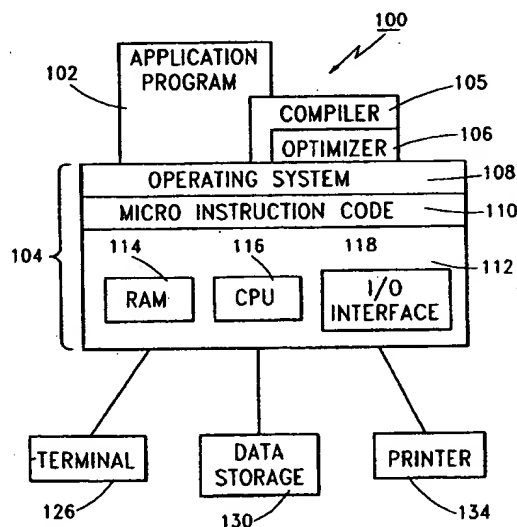 100
APPLICATION
PROGRAM
102
COMPILER
105
OPTIMIZER
106
OPERATING SYSTEM
108
MICRO INSTRUCTION CODE
110
104
114
116
118
112
RAM
CPU
I/O
INTERFACE
TERMINAL
DATA
STORAGE
PRINTER
126
130
134